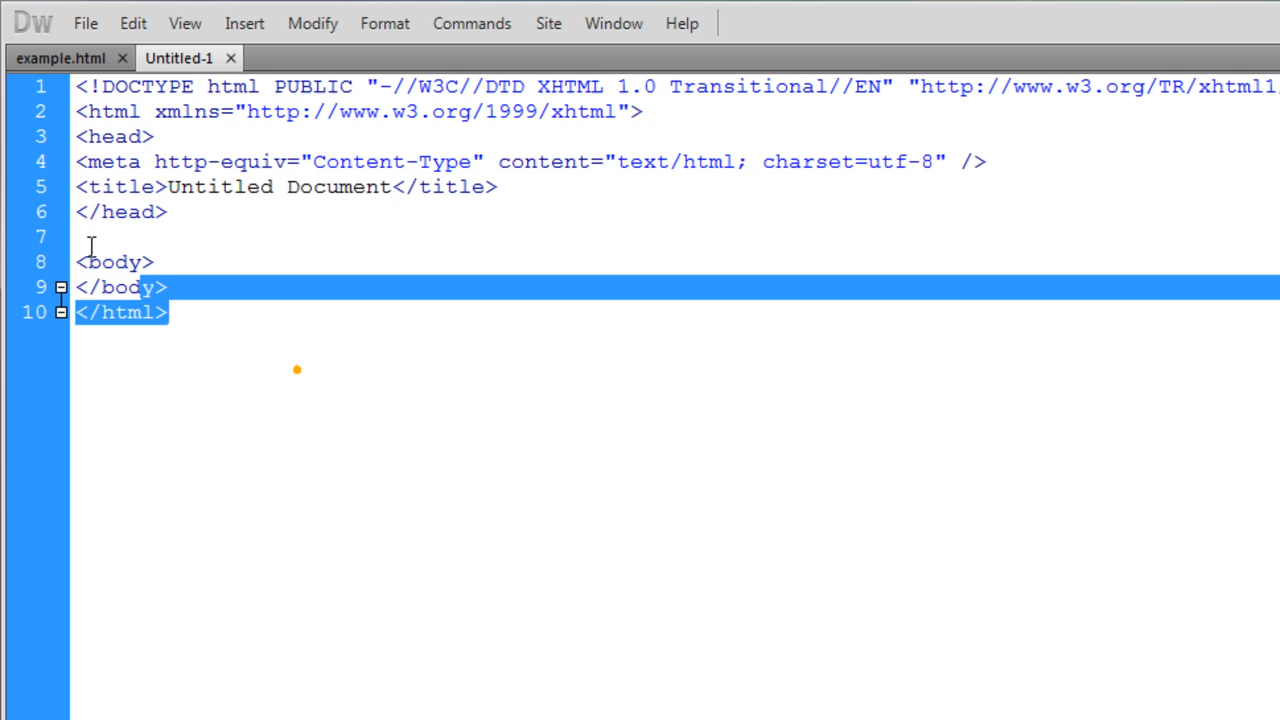 Dw File Edit View Insert Modify Format Commands Site Window Help
example.html × Untitled-1 ×
1 <!DOCTYPE html PUBLIC "-//W3C//DTD XHTML 1.0 Transitional//EN" "http://www.w3.org/TR/xhtml1/
2 <html xmlns="http://www.w3.org/1999/xhtml">
3 <head>
4 <meta http-equiv="Content-Type" content="text/html; charset=utf-8" />
5 <title>Untitled Document</title>
6 </head>
7
8 <body>
9 </body>
10 </html>